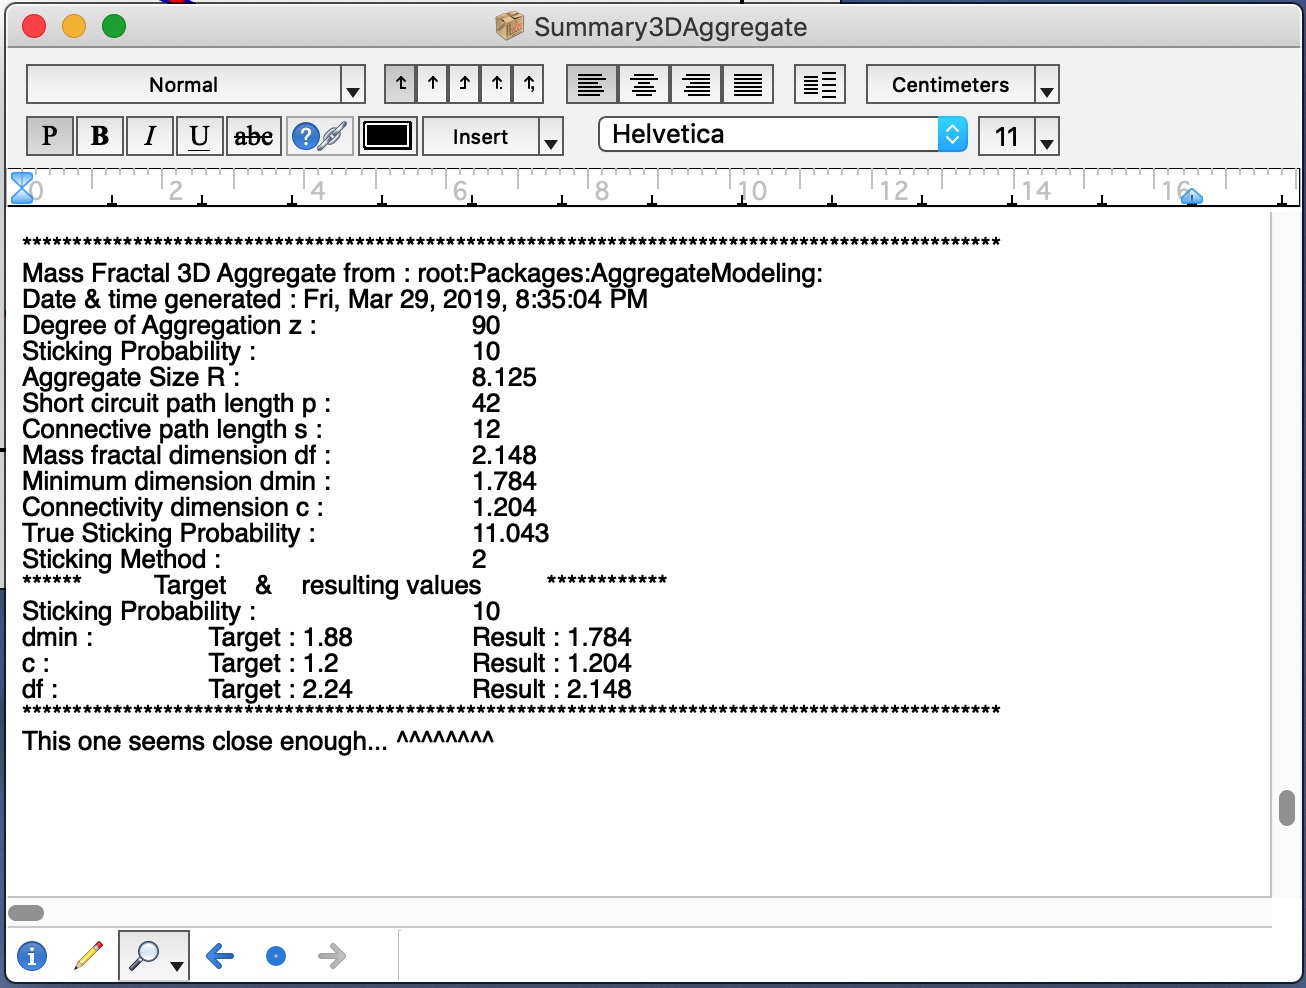 Summary3DAggregate
Normal Centimeters
P B I U abc Insert Helvetica 11
0 2 4 6 8 10 12 14 16
**************************************************************************************************
Mass Fractal 3D Aggregate from : root:Packages:AggregateModeling:
Date & time generated : Fri, Mar 29, 2019, 8:35:04 PM
Degree of Aggregation z : 90
Sticking Probability : 10
Aggregate Size R : 8.125
Short circuit path length p : 42
Connective path length s : 12
Mass fractal dimension df : 2.148
Minimum dimension dmin : 1.784
Connectivity dimension c : 1.204
True Sticking Probability : 11.043
Sticking Method : 2
****** Target & resulting values ************
Sticking Probability : 10
dmin : Target : 1.88 Result : 1.784
c : Target : 1.2 Result : 1.204
df : Target : 2.24 Result : 2.148
**************************************************************************************************
This one seems close enough... ^^^^^^^^